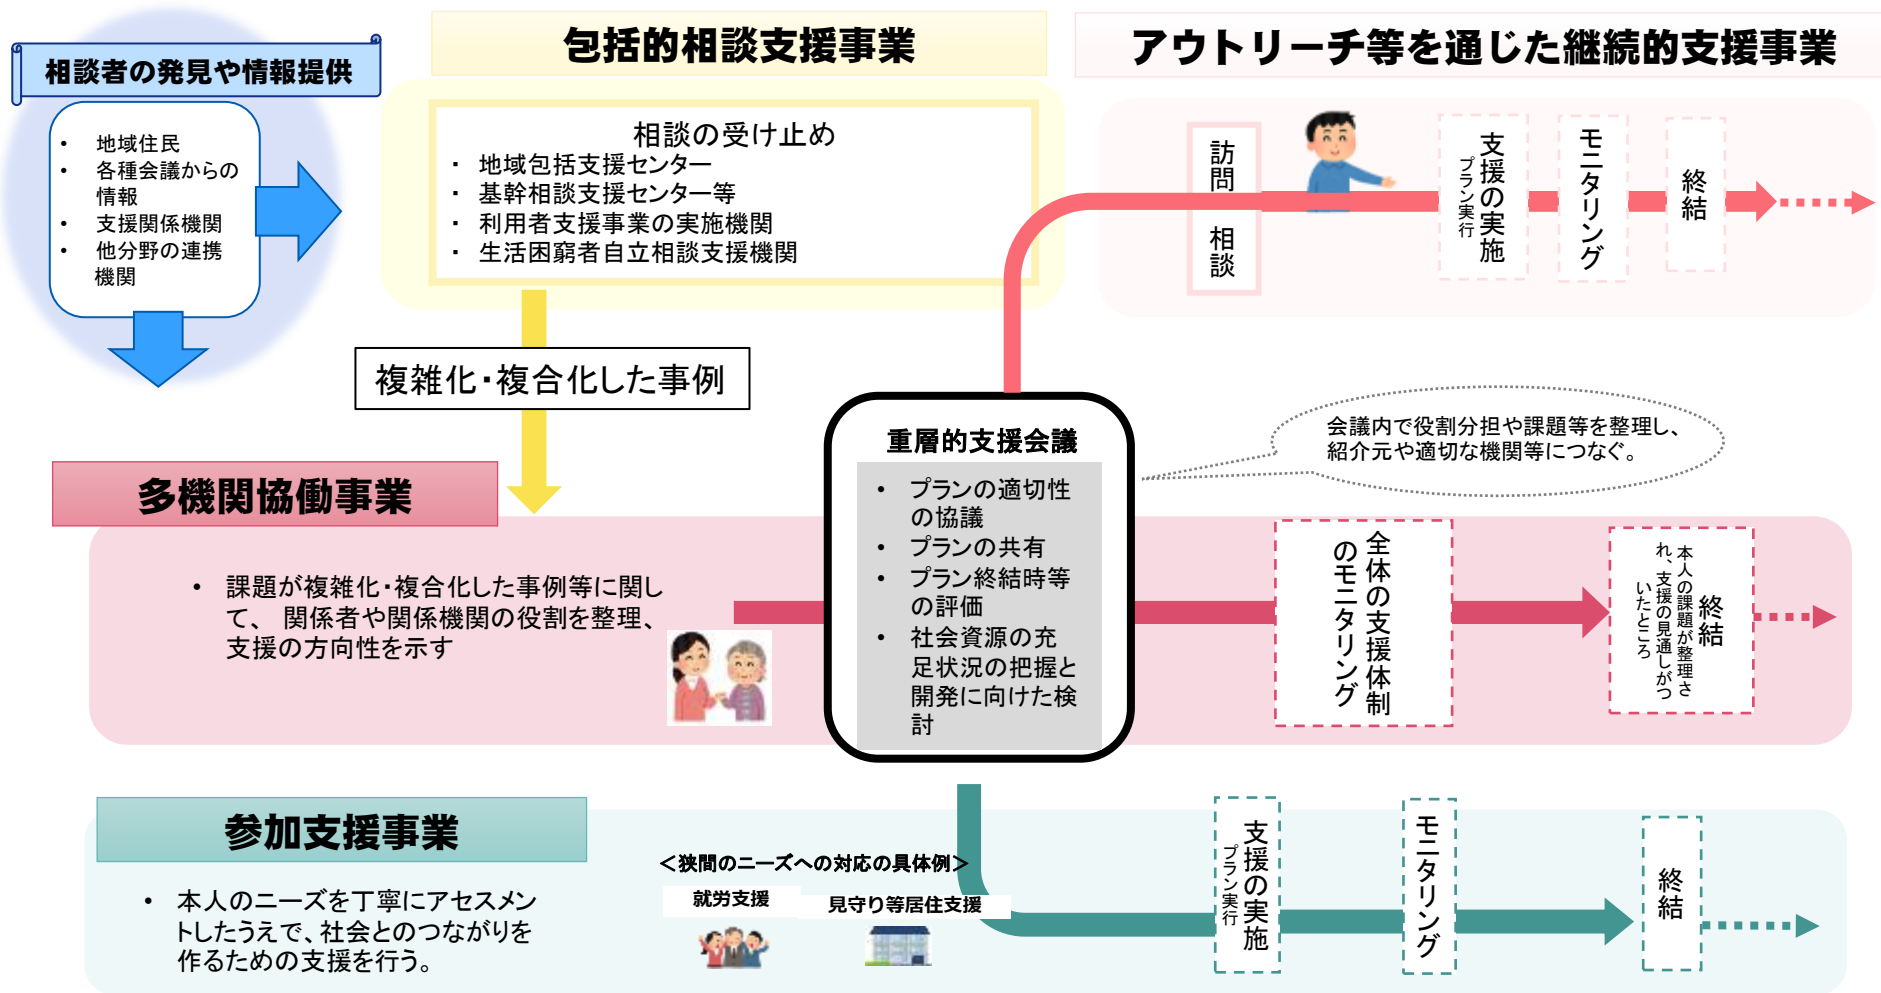 相談者の発見や情報提供
・ 地域住民
・ 各種会議からの
情報
・ 支援関係機関
・ 他分野の連携
機関
包括的相談支援事業
相談の受け止め
・ 地域包括支援センター
・ 基幹相談支援センター等
・ 利用者支援事業の実施機関
・ 生活困窮者自立相談支援機関
アウトリーチ等を通じた継続的支援事業
訪問 相談
支援の実施
プラン実行
モニタリング
終結
複雑化・複合化した事例
重層的支援会議
• プランの適切性
の協議
• プランの共有
• プラン終結時等
の評価
• 社会資源の充
足状況の把握と
開発に向けた検
討
会議内で役割分担や課題等を整理し、
紹介元や適切な機関等につなぐ。
多機関協働事業
• 課題が複雑化・複合化した事例等に関し
て、 関係者や関係機関の役割を整理、
支援の方向性を示す
全体の支援体制
のモニタリング
終結
本人の課題が整理さ
れ、支援の見通しがつ
いたところ
参加支援事業
• 本人のニーズを丁寧にアセスメン
トしたうえで、社会とのつながりを
作るための支援を行う。
＜狭間のニーズへの対応の具体例＞
就労支援
見守り等居住支援
支援の実施
プラン実行
モニタリング
終結